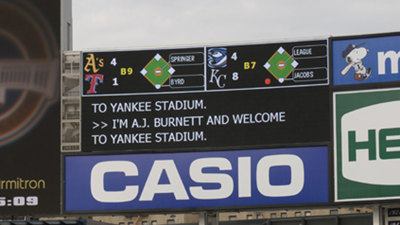 A's 4 B9 SPRINGER
T 1 BYRD
4 B7 LEAGUE
KC 8 JACOBS
TO YANKEE STADIUM.
>> I'M A.J. BURNETT AND WELCOME
TO YANKEE STADIUM.
CASIO
m
HE
rmitron
:09